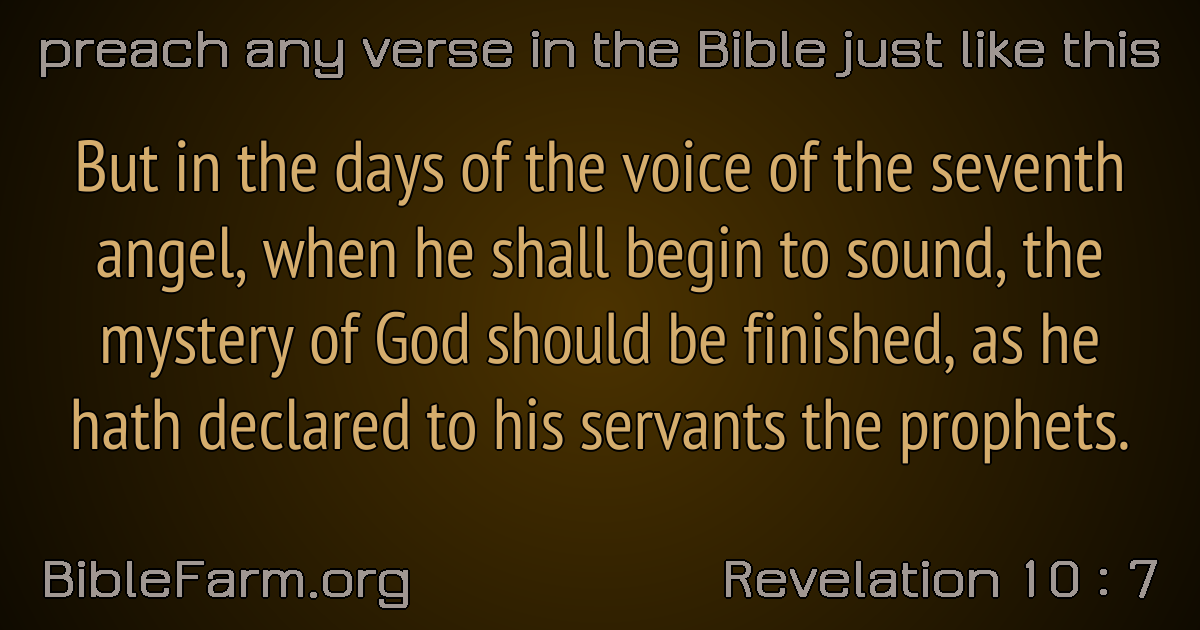 preach any verse in the Bible just like this
But in the days of the voice of the seventh
angel, when he shall begin to sound, the
mystery of God should be finished, as he
hath declared to his servants the prophets.
BibleFarm.org
Revelation 10 : 7